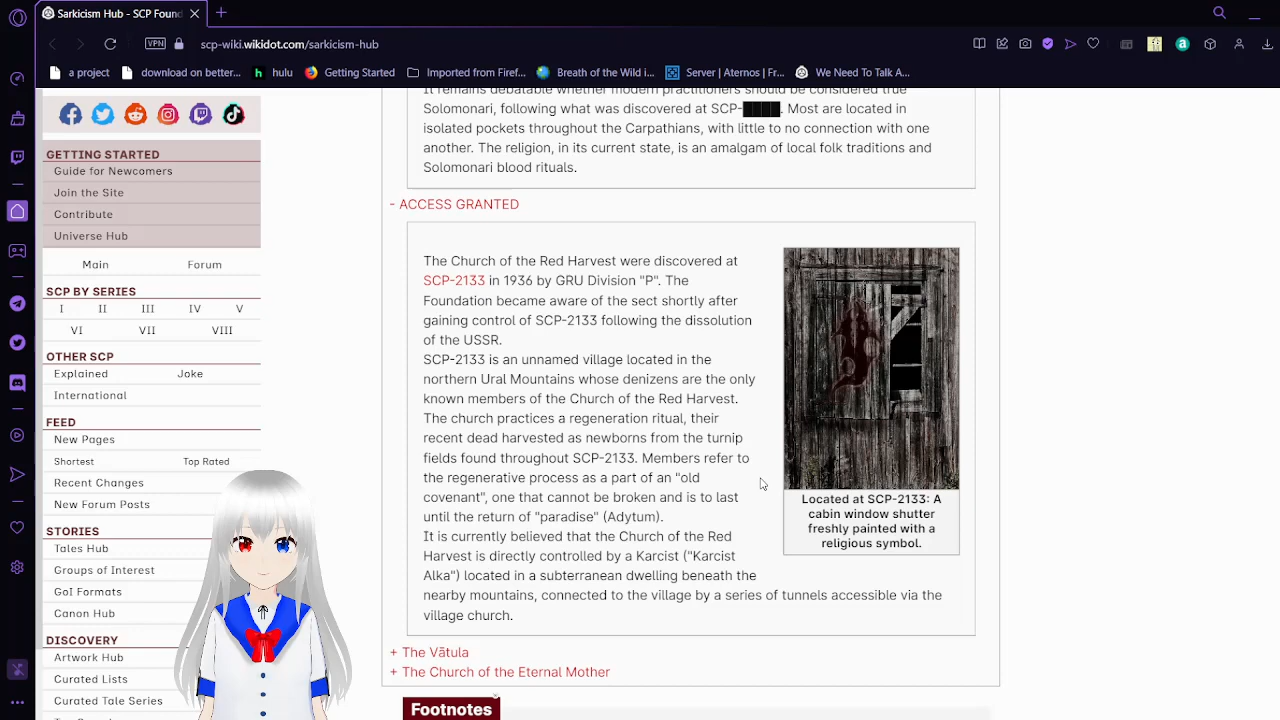 Sarkicism Hub - SCP Found
VPN
scp-wiki.wikidot.com/sarkicism-hub
a project
download on better...
hulu
Getting Started
Imported from Firef...
Breath of the Wild i...
Server | Aternos | Fr...
We Need To Talk A...
GETTING STARTED
Guide for Newcomers
Join the Site
Contribute
Universe Hub
Main Forum
SCP BY SERIES
I II III IV V
VI VII VIII
OTHER SCP
Explained Joke
International
FEED
New Pages
Shortest Top Rated
Recent Changes
New Forum Posts
STORIES
Tales Hub
Groups of Interest
GoI Formats
Canon Hub
DISCOVERY
Artwork Hub
Curated Lists
Curated Tale Series
It remains debatable whether modern practitioners should be considered true
Solomonari, following what was discovered at SCP-████. Most are located in
isolated pockets throughout the Carpathians, with little to no connection with one
another. The religion, in its current state, is an amalgam of local folk traditions and
Solomonari blood rituals.
- ACCESS GRANTED
The Church of the Red Harvest were discovered at
SCP-2133 in 1936 by GRU Division "P". The
Foundation became aware of the sect shortly after
gaining control of SCP-2133 following the dissolution
of the USSR.
SCP-2133 is an unnamed village located in the
northern Ural Mountains whose denizens are the only
known members of the Church of the Red Harvest.
The church practices a regeneration ritual, their
recent dead harvested as newborns from the turnip
fields found throughout SCP-2133. Members refer to
the regenerative process as a part of an "old
covenant", one that cannot be broken and is to last
until the return of "paradise" (Adytum).
It is currently believed that the Church of the Red
Harvest is directly controlled by a Karcist ("Karcist
Alka") located in a subterranean dwelling beneath the
nearby mountains, connected to the village by a series of tunnels accessible via the
village church.
Located at SCP-2133: A
cabin window shutter
freshly painted with a
religious symbol.
+ The Vātula
+ The Church of the Eternal Mother
Footnotes